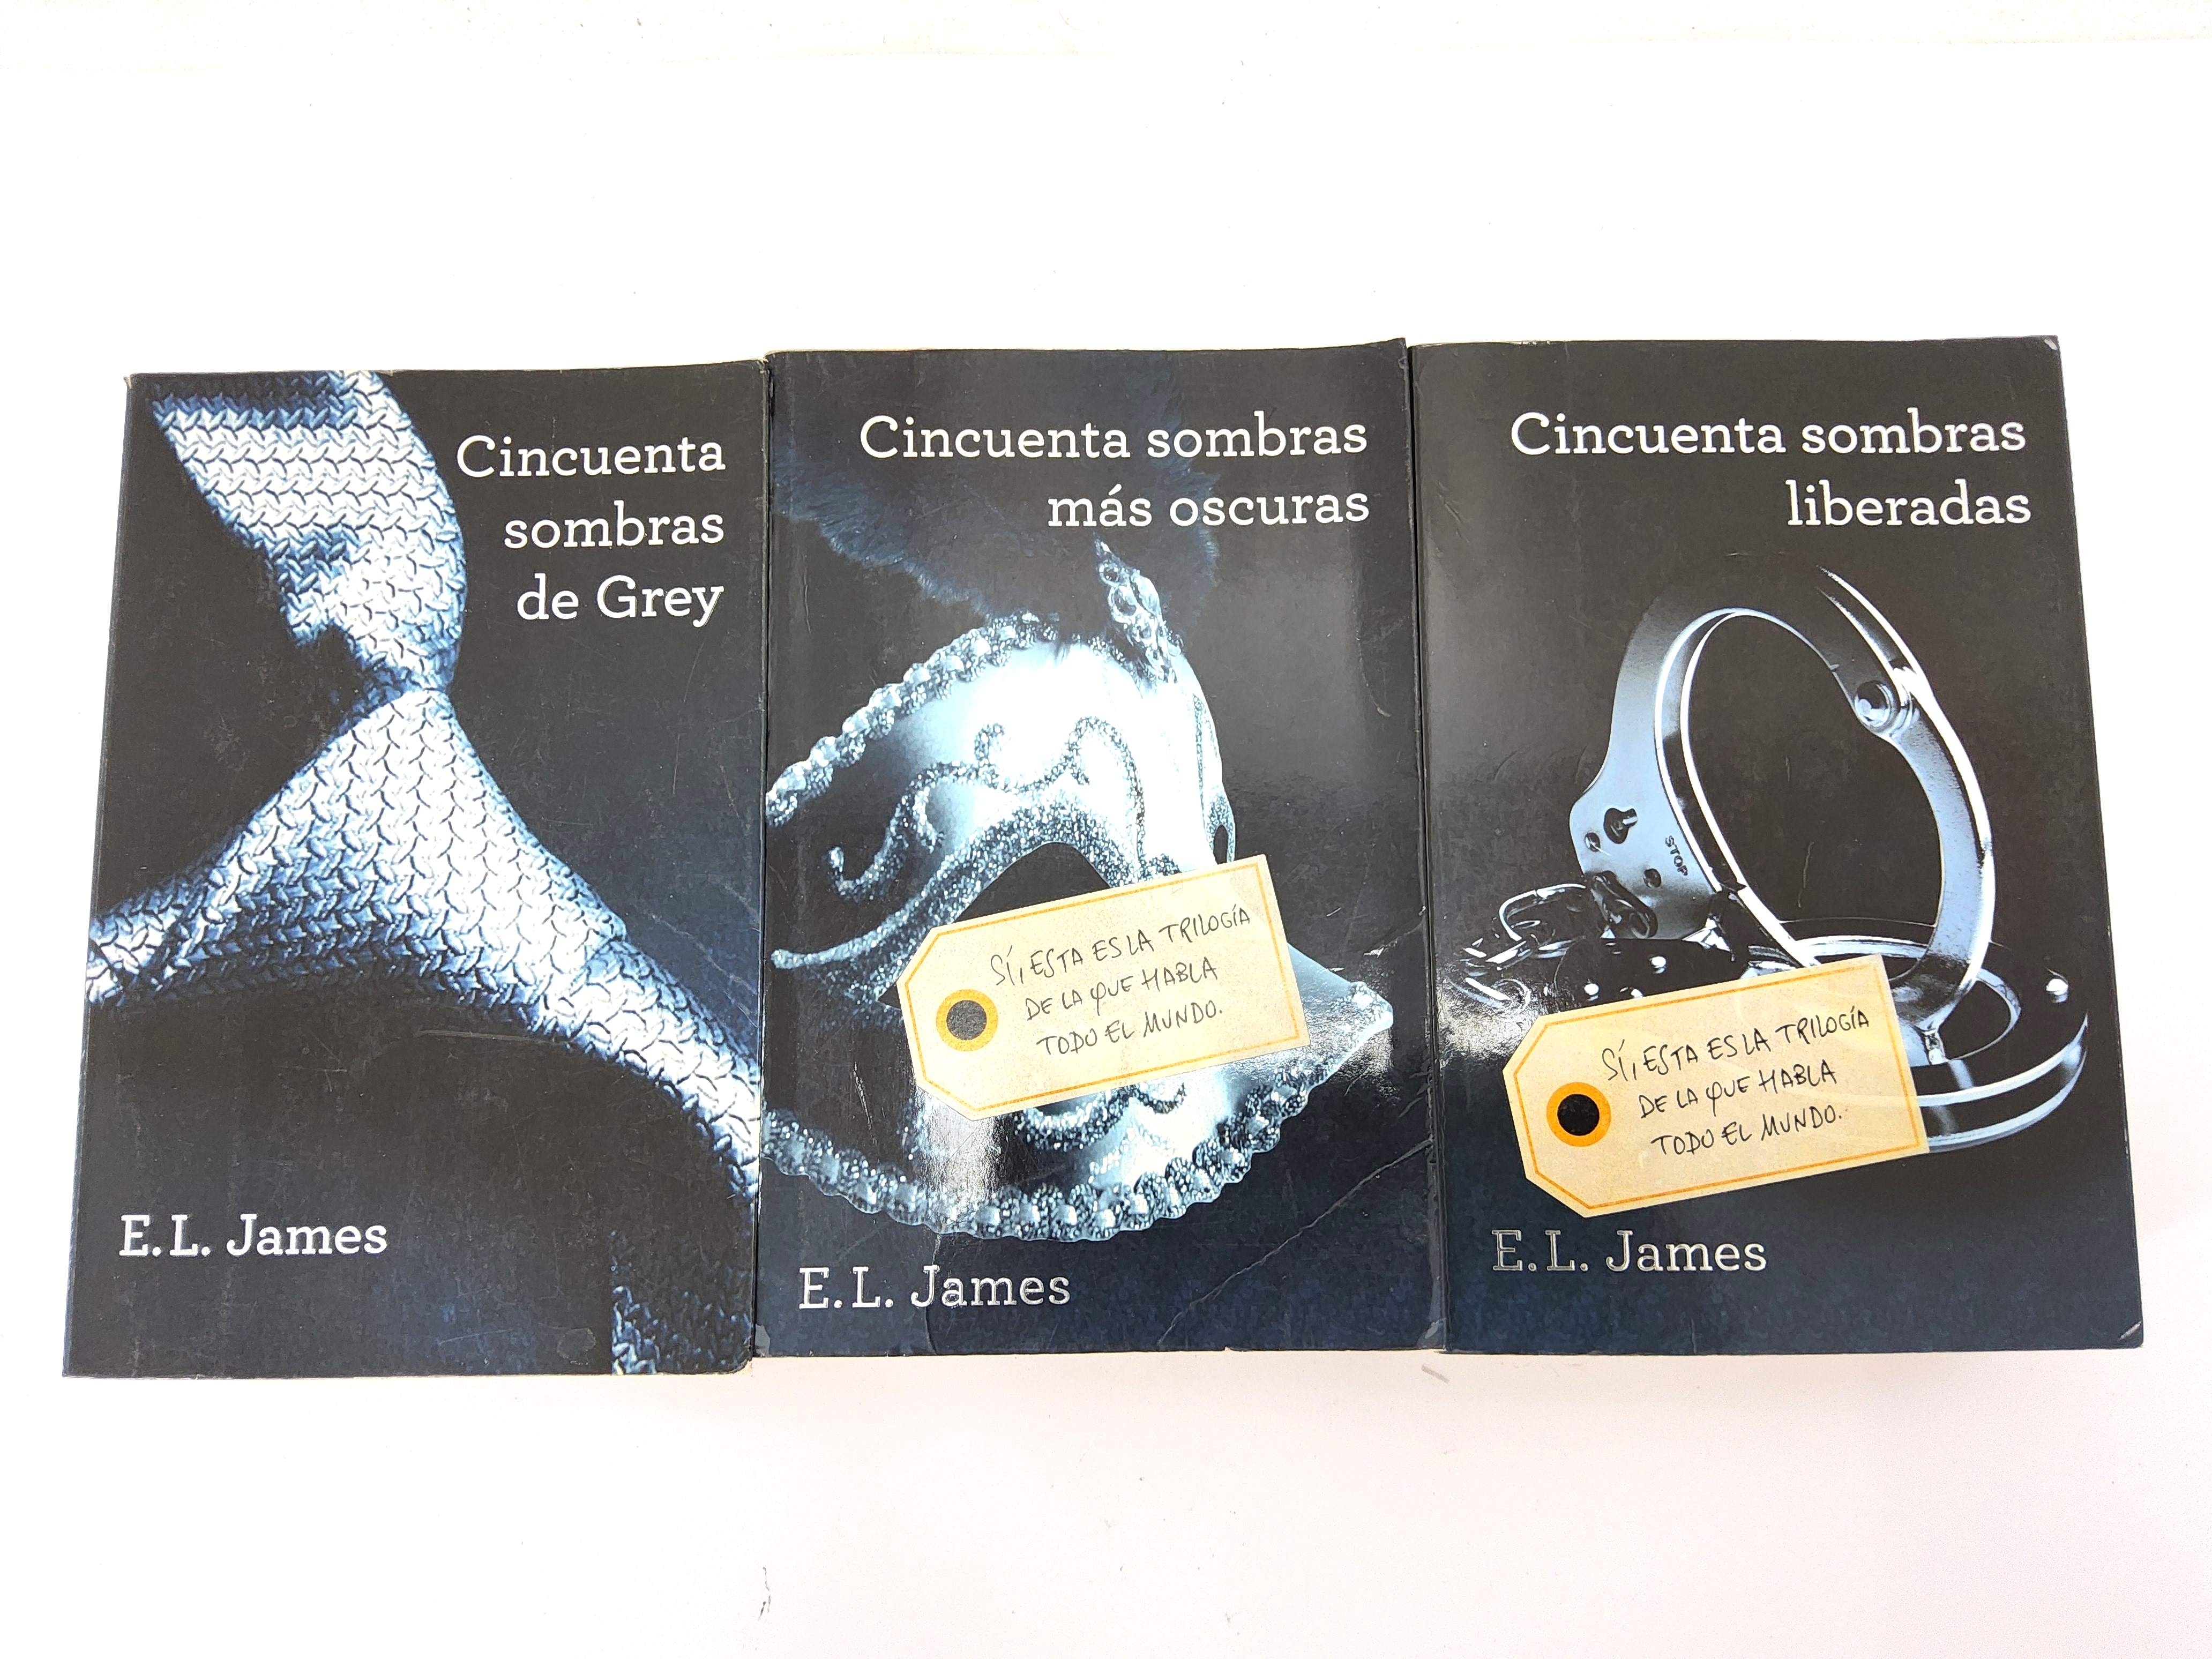 Cincuenta
sombras
de Grey
E.L. James
Cincuenta sombras
más oscuras
SÍ, ESTA ES LA TRILOGÍA
DE LA QUE HABLA
TODO EL MUNDO.
E.L. James
Cincuenta sombras
liberadas
STOP
SÍ, ESTA ES LA TRILOGÍA
DE LA QUE HABLA
TODO EL MUNDO.
E.L. James